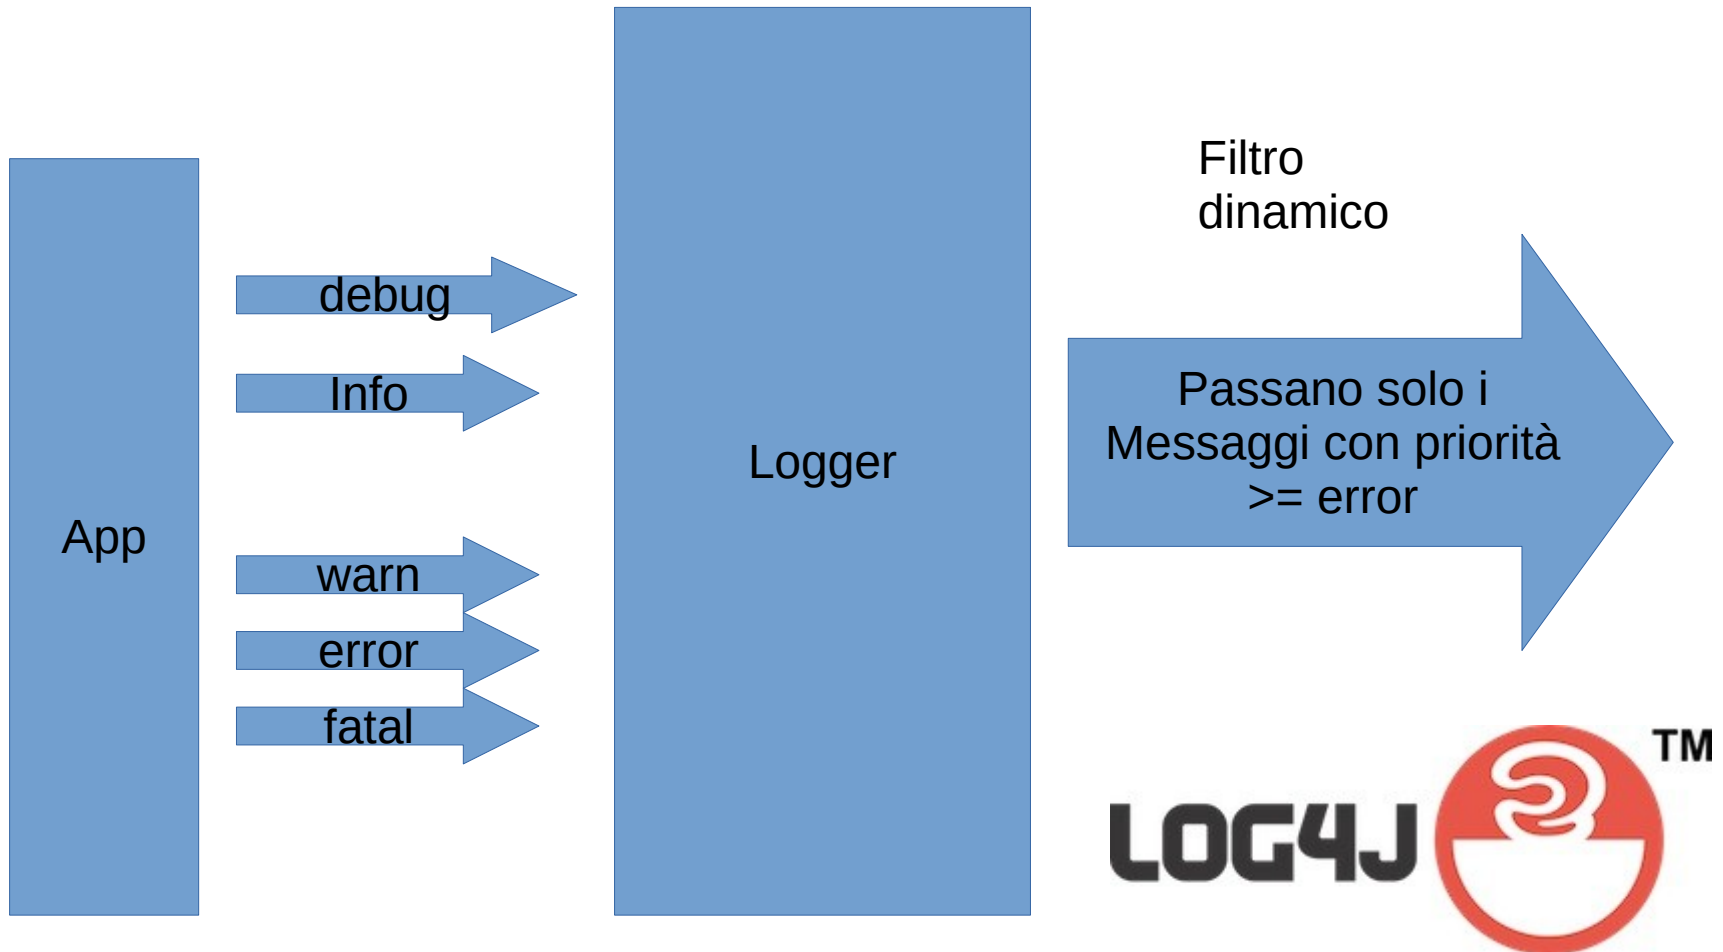 App
debug
Info
warn
error
fatal
Logger
Filtro
dinamico
Passano solo i
Messaggi con priorità
>= error
LOG4J
TM